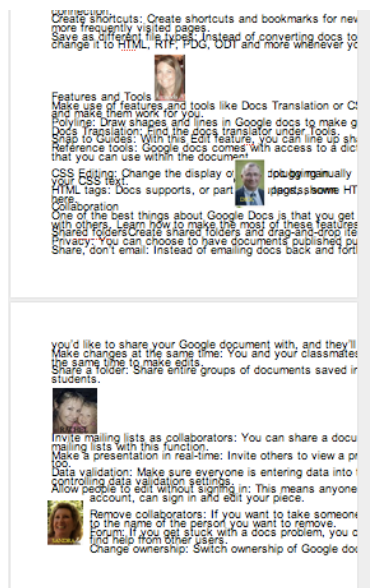 connection.
Create shortcuts: Create shortcuts and bookmarks for new
more frequently visited pages.
Save as different file types: Instead of converting docs to
change it to HTML, RTF, PDG, ODT and more whenever yo
Features and Tools
Make use of features and tools like Docs Translation or CS
and make them work for you.
Polyline: Draw shapes and lines in Google docs to make g
Docs Translation: Find the docs translator under Tools.
Snap to Guides: With this Edit feature, you can line up sha
Reference tools: Google docs comes with access to a dict
that you can use within the document.
CSS Editing: Change the display of manually
your CSS text.
HTML tags: Docs supports, or part HT
here.
Collaboration
One of the best things about Google Docs is that you get
with others. Learn how to make the most of these features
Shared foldersCreate shared folders and drag-and-drop ite
Privacy: You can choose to have documents published pu
Share, don't email: Instead of emailing docs back and forth
you'd like to share your Google document with, and they'll
Make changes at the same time: You and your classmates
the same time to make edits.
Share a folder: Share entire groups of documents saved in
students.
Invite mailing lists as collaborators: You can share a docu
mailing lists with this function.
Make a presentation in real-time: Invite others to view a pr
too.
Data validation: Make sure everyone is entering data into
controlling data validation settings.
Allow people to edit without signing in: This means anyone
account, can sign in and edit your piece.
SANDRA
Remove collaborators: If you want to take someone
to the name of the person you want to remove.
Forum: If you get stuck with a docs problem, you c
find help from other users.
Change ownership: Switch ownership of Google doc